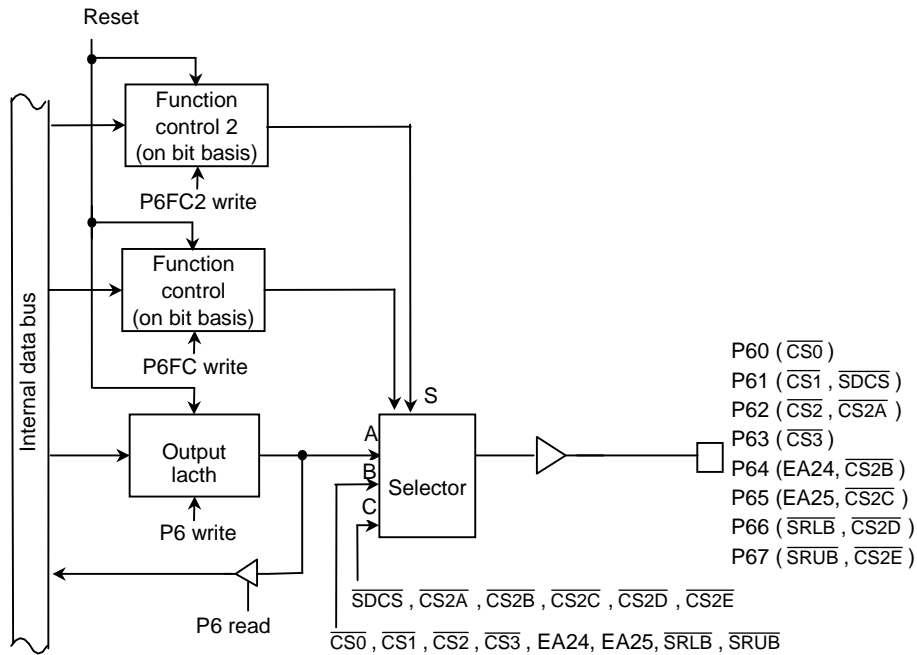 Reset
Function
control 2
(on bit basis)
P6FC2 write
Function
control
(on bit basis)
P6FC write
Internal data bus
Output
lacth
P6 write
P6 read
S
A
B
C
Selector
P60 ( CS0 )
P61 ( CS1 , SDCS )
P62 ( CS2 , CS2A )
P63 ( CS3 )
P64 (EA24, CS2B )
P65 (EA25, CS2C )
P66 ( SRLB , CS2D )
P67 ( SRUB , CS2E )
SDCS , CS2A , CS2B , CS2C , CS2D , CS2E
CS0 , CS1 , CS2 , CS3 , EA24, EA25, SRLB , SRUB